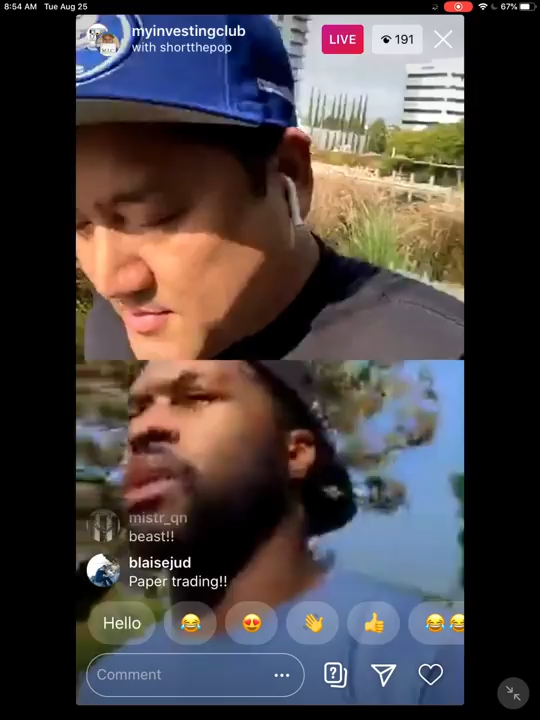 8:54 AM Tue Aug 25
67%
myinvestingclub
with shortthepop
LIVE
191
mistr_qn
beast!!
blaisejud
Paper trading!!
Hello
Comment